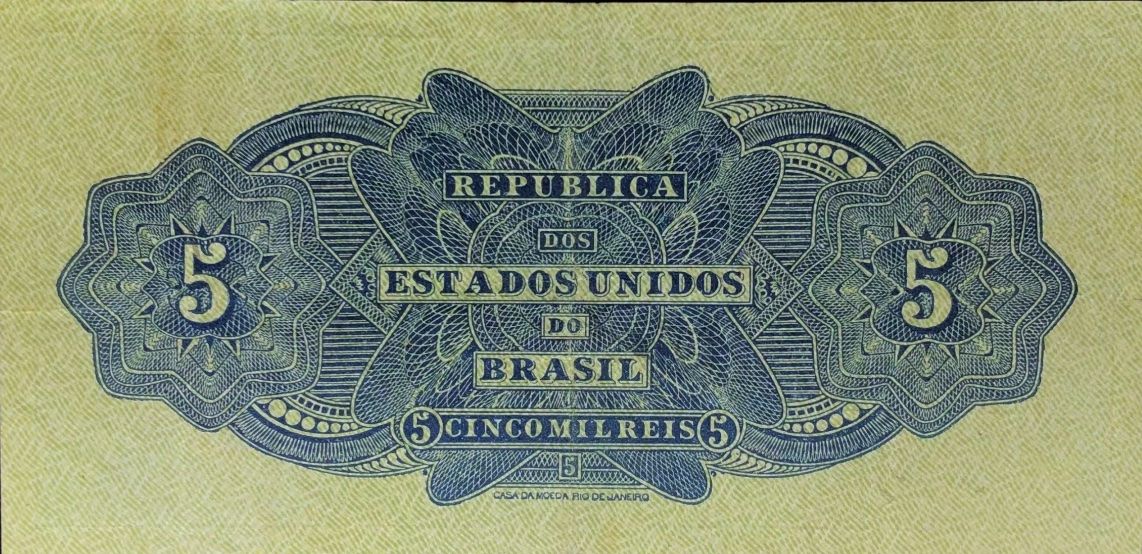 REPUBLICA
DOS
5 ESTADOS UNIDOS 5
DO
BRASIL
5 CINCO MIL REIS 5
5
CASA DA MOEDA RIO DE JANEIRO